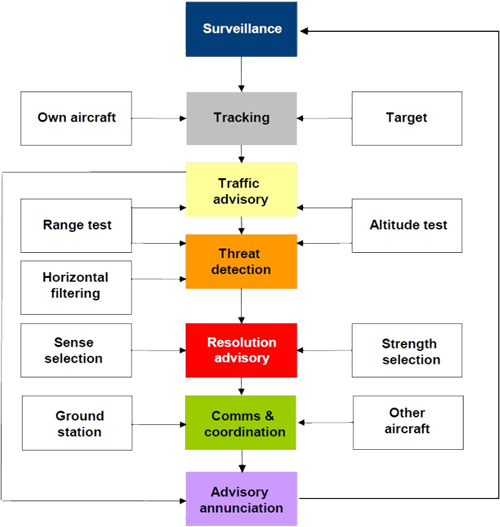 Surveillance
Own aircraft
Tracking
Target
Traffic
advisory
Range test
Altitude test
Threat
detection
Horizontal
filtering
Sense
selection
Resolution
advisory
Strength
selection
Ground
station
Comms &
coordination
Other
aircraft
Advisory
annunciation